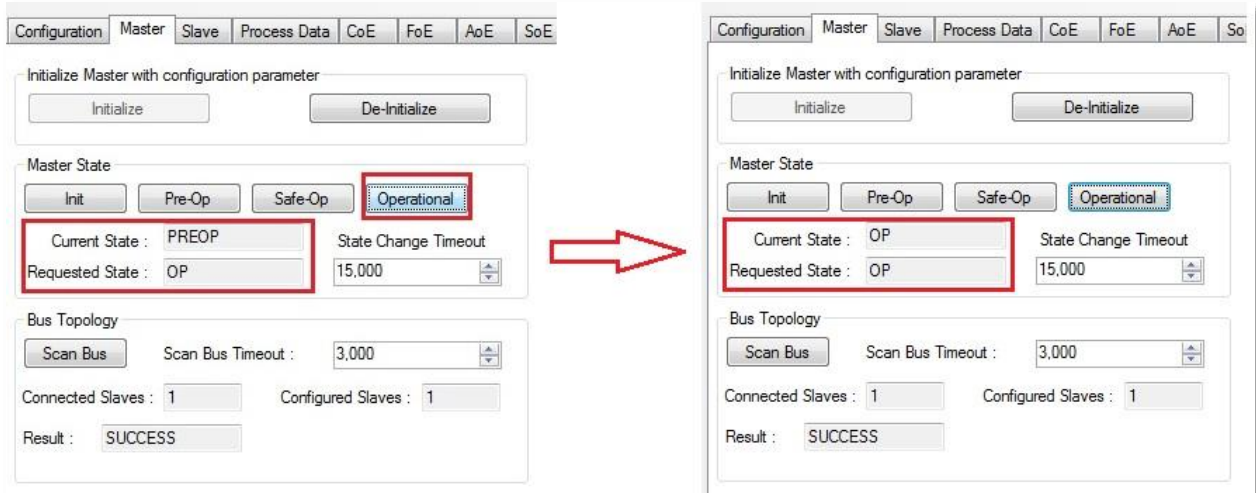 Configuration Master Slave Process Data CoE FoE AoE SoE
Initialize Master with configuration parameter
Initialize De-Initialize
Master State
Init Pre-Op Safe-Op Operational
Current State : PREOP State Change Timeout
Requested State : OP 15,000
Bus Topology
Scan Bus Scan Bus Timeout : 3,000
Connected Slaves : 1 Configured Slaves : 1
Result : SUCCESS
Configuration Master Slave Process Data CoE FoE AoE So
Initialize Master with configuration parameter
Initialize De-Initialize
Master State
Init Pre-Op Safe-Op Operational
Current State : OP State Change Timeout
Requested State : OP 15,000
Bus Topology
Scan Bus Scan Bus Timeout : 3,000
Connected Slaves : 1 Configured Slaves : 1
Result : SUCCESS